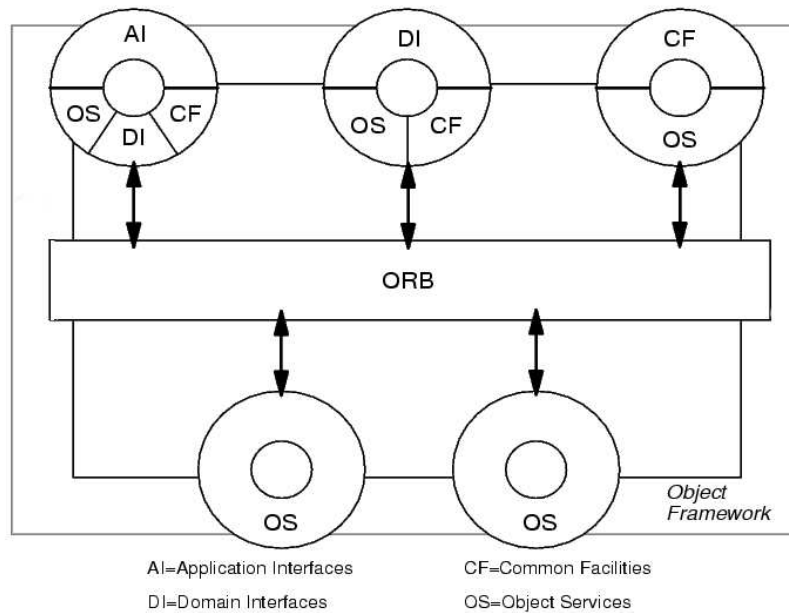 AI
DI
CF
OS
CF
DI
OS
CF
OS
ORB
OS
OS
Object
Framework
AI=Application Interfaces
CF=Common Facilities
DI=Domain Interfaces
OS=Object Services